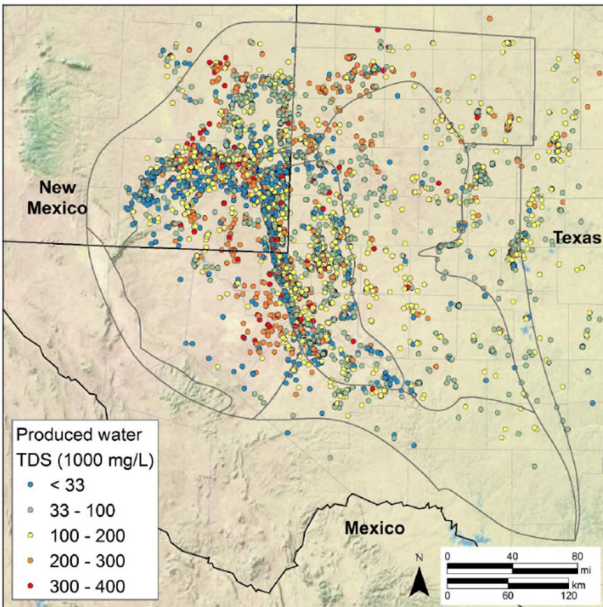 New
Mexico
Texas
Produced water
TDS (1000 mg/L)
< 33
33 - 100
100 - 200
200 - 300
300 - 400
Mexico
N
0 40 80
mi
km
0 60 120